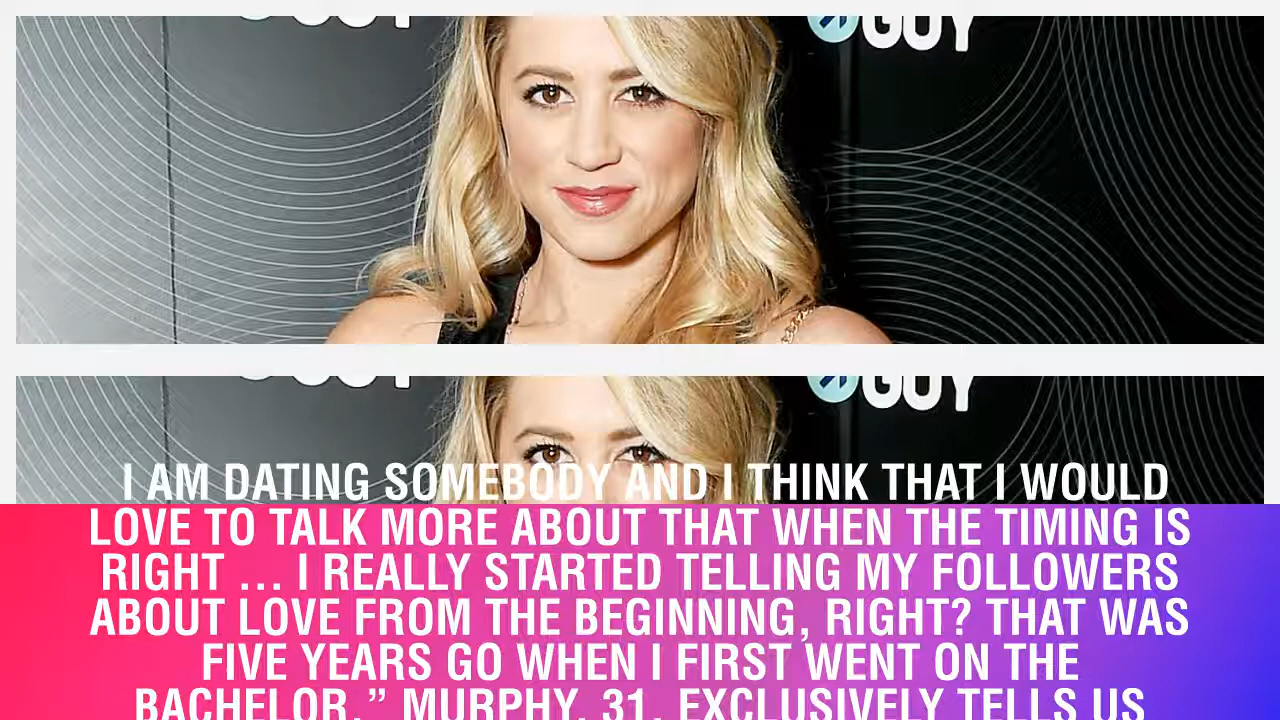 GUY
GUY
I AM DATING SOMEBODY AND I THINK THAT I WOULD
LOVE TO TALK MORE ABOUT THAT WHEN THE TIMING IS
RIGHT … I REALLY STARTED TELLING MY FOLLOWERS
ABOUT LOVE FROM THE BEGINNING, RIGHT? THAT WAS
FIVE YEARS GO WHEN I FIRST WENT ON THE
BACHELOR,” MURPHY, 31, EXCLUSIVELY TELLS US